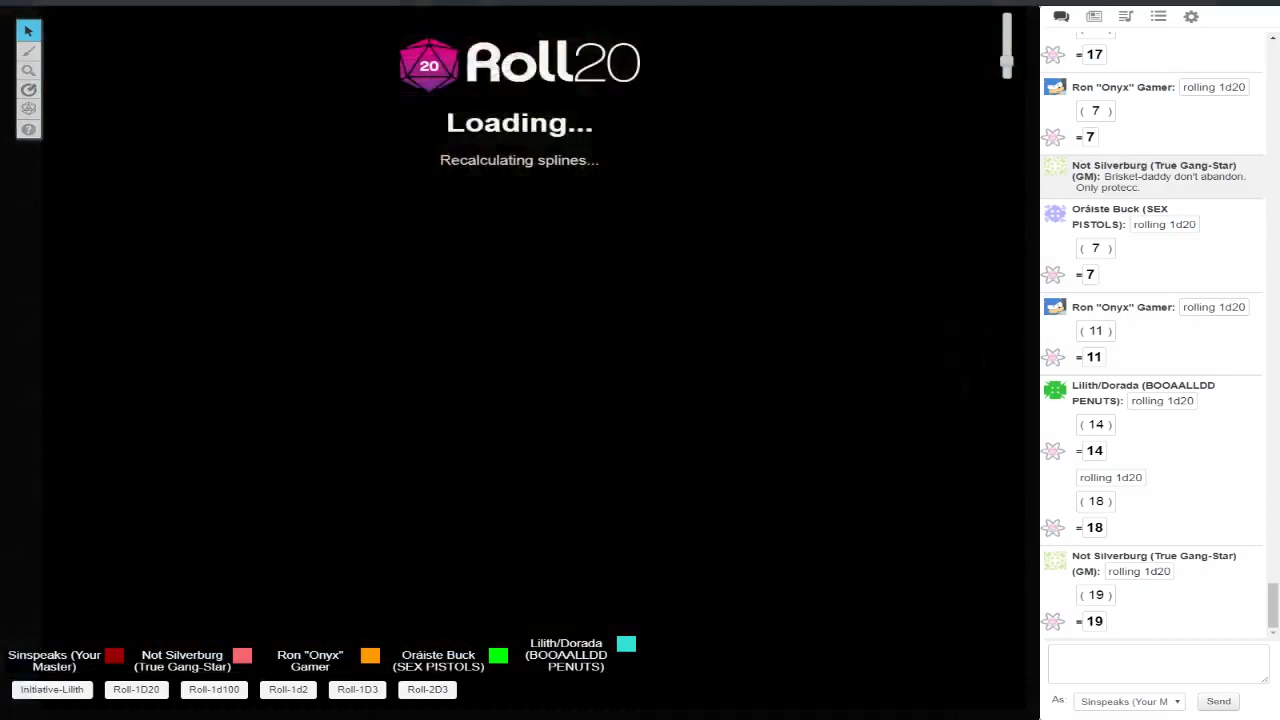 20
Roll20
Loading...
Recalculating splines...
Sinspeaks (Your
Master)
Not Silverburg
(True Gang-Star)
Ron "Onyx"
Gamer
Oráiste Buck
(SEX PISTOLS)
Lilith/Dorada
(BOOAALLDD
PENUTS)
Initiative-Lilith
Roll-1D20
Roll-1d100
Roll-1d2
Roll-1D3
Roll-2D3
= 17
Ron "Onyx" Gamer: rolling 1d20
( 7 )
= 7
Not Silverburg (True Gang-Star)
(GM): Brisket-daddy don't abandon.
Only protecc.
Oráiste Buck (SEX
PISTOLS): rolling 1d20
( 7 )
= 7
Ron "Onyx" Gamer: rolling 1d20
( 11 )
= 11
Lilith/Dorada (BOOAALLDD
PENUTS): rolling 1d20
( 14 )
= 14
rolling 1d20
( 18 )
= 18
Not Silverburg (True Gang-Star)
(GM): rolling 1d20
( 19 )
= 19
As: Sinspeaks (Your M
Send